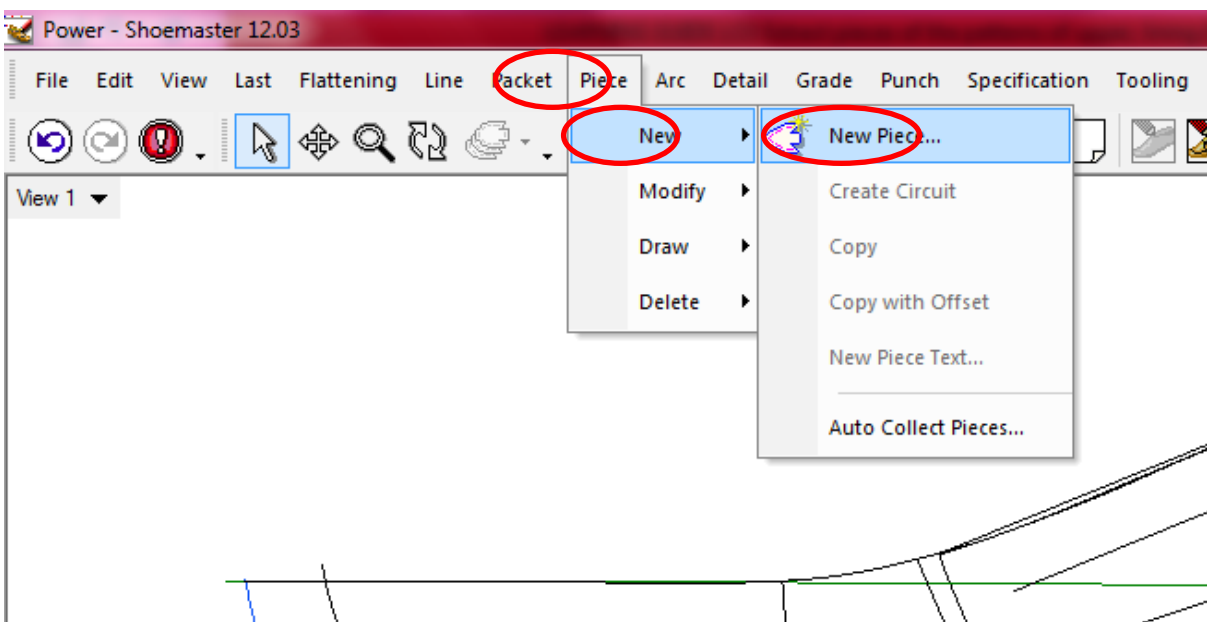 Power - Shoemaster 12.03
File Edit View Last Flattening Line Packet Piece Arc Detail Grade Punch Specification Tooling
New New Piece...
View 1
Modify Create Circuit
Draw Copy
Delete Copy with Offset
New Piece Text...
Auto Collect Pieces...